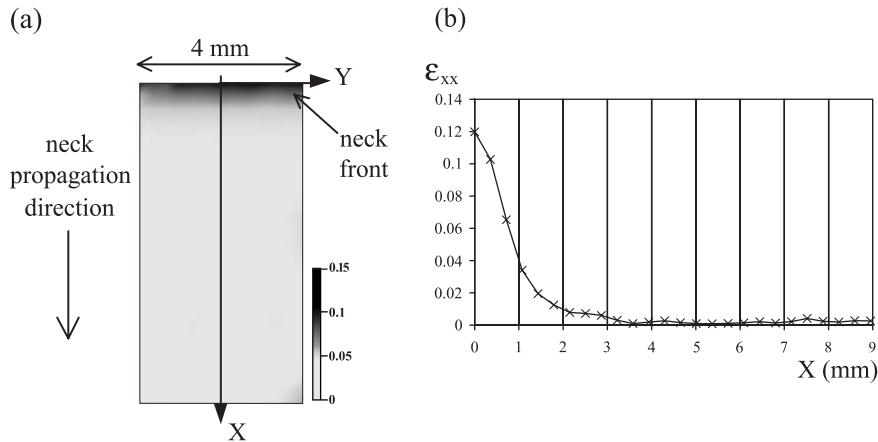 (a)
4 mm
Y
neck
front
neck
propagation
direction
0.15
0.1
0.05
0
X
(b)
εxx
0.14
0.12
0.1
0.08
0.06
0.04
0.02
0
0 1 2 3 4 5 6 7 8 9
X (mm)